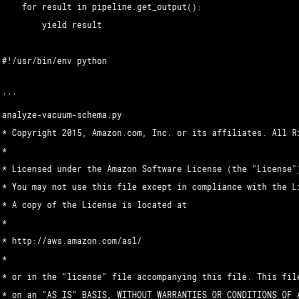 for result in pipeline.get_output():
yield result
#!/usr/bin/env python
...
analyze-vacuum-schema.py
* Copyright 2015, Amazon.com, Inc. or its affiliates. All
*
* Licensed under the Amazon Software License (the "License")
* You may not use this file except in compliance with the
* A copy of the License is located at
*
* http://aws.amazon.com/asl/
*
* or in the "license" file accompanying this file. This
* on an "AS IS" BASIS, WITHOUT WARRANTIES OR CONDITIONS OF